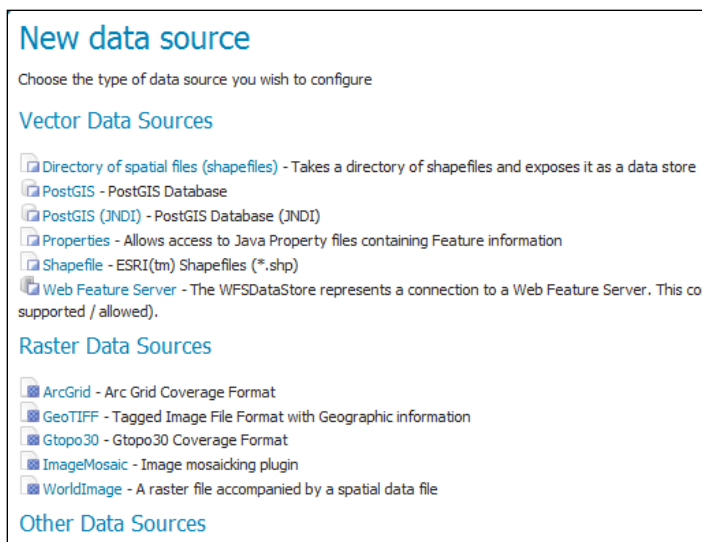 New data source
Choose the type of data source you wish to configure
Vector Data Sources
Directory of spatial files (shapefiles) - Takes a directory of shapefiles and exposes it as a data store
PostGIS - PostGIS Database
PostGIS (JNDI) - PostGIS Database (JNDI)
Properties - Allows access to Java Property files containing Feature information
Shapefile - ESRI(tm) Shapefiles (*.shp)
Web Feature Server - The WFSDataStore represents a connection to a Web Feature Server. This co
supported / allowed).
Raster Data Sources
ArcGrid - Arc Grid Coverage Format
GeoTIFF - Tagged Image File Format with Geographic information
Gtopo30 - Gtopo30 Coverage Format
ImageMosaic - Image mosaicking plugin
WorldImage - A raster file accompanied by a spatial data file
Other Data Sources